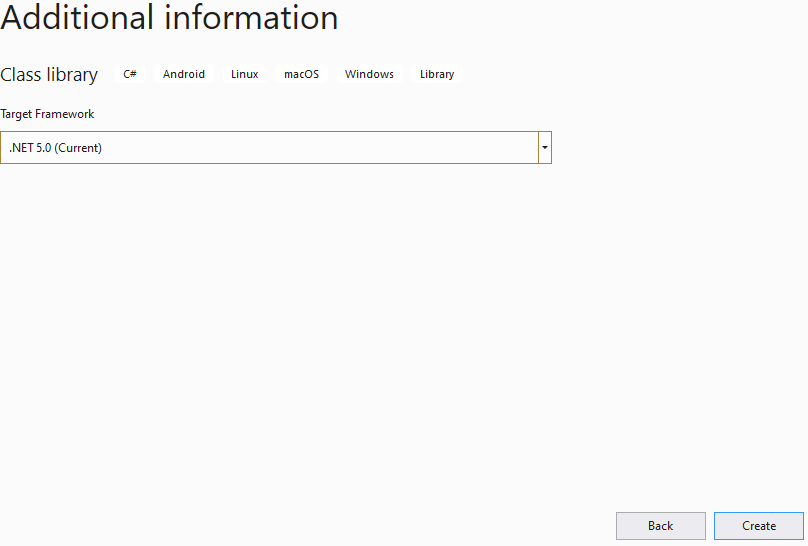 Additional information
Class library C# Android Linux macOS Windows Library
Target Framework
.NET 5.0 (Current)
Back Create